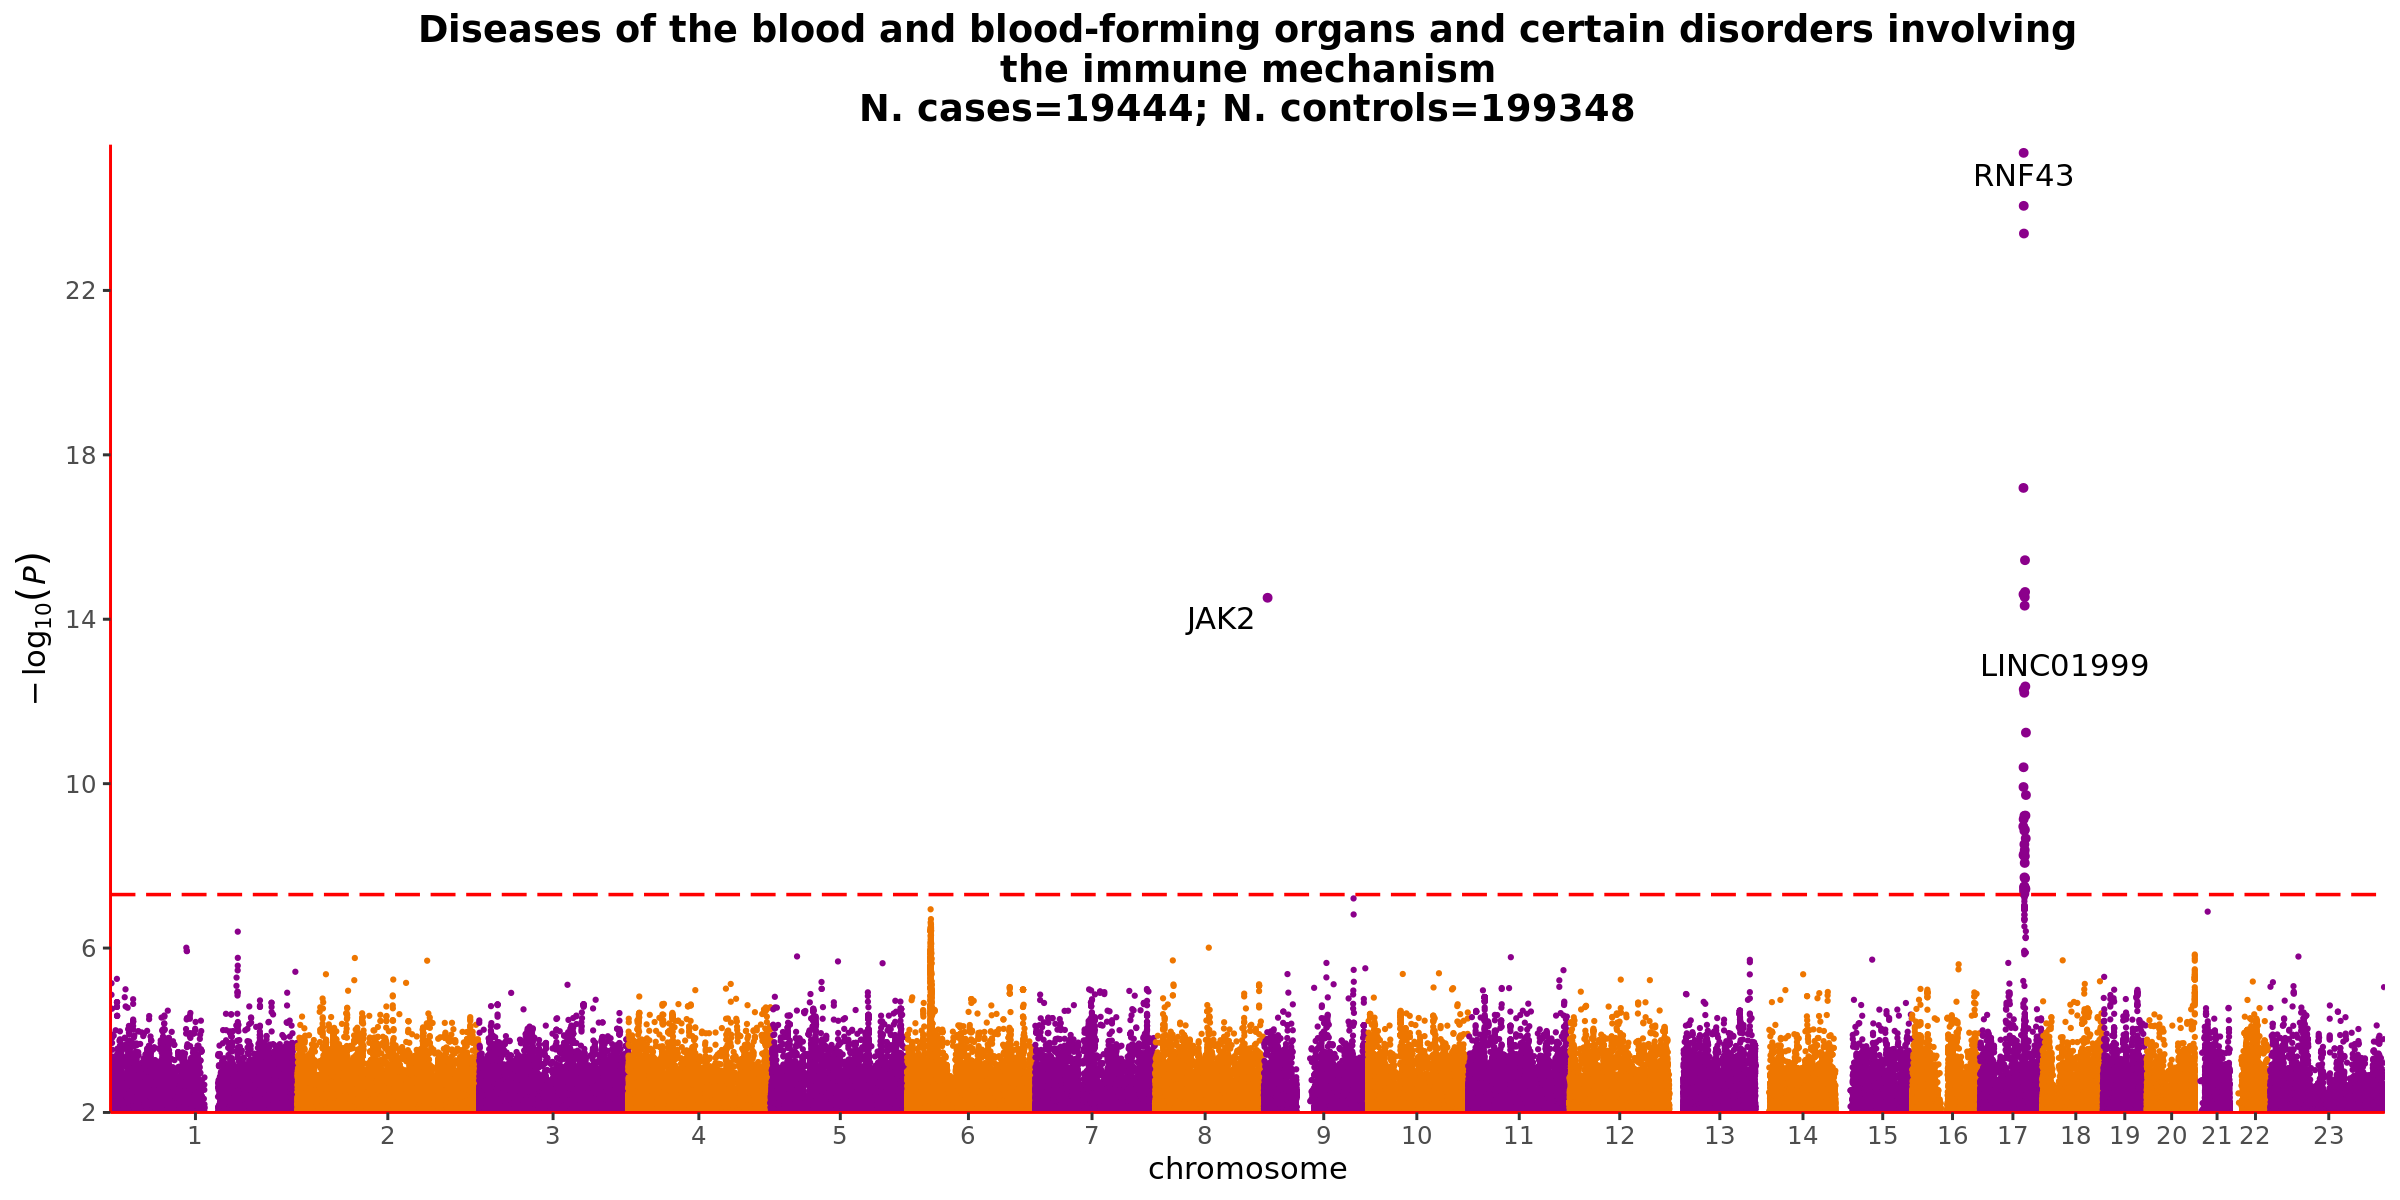 Diseases of the blood and blood-forming organs and certain disorders involving
the immune mechanism
N. cases=19444; N. controls=199348
RNF43
22
18
JAK2
14
LINC01999
10
6
2
−log10(P)
1 2 3 4 5 6 7 8 9 10 11 12 13 14 15 16 17 18 19 20 21 22 23
chromosome